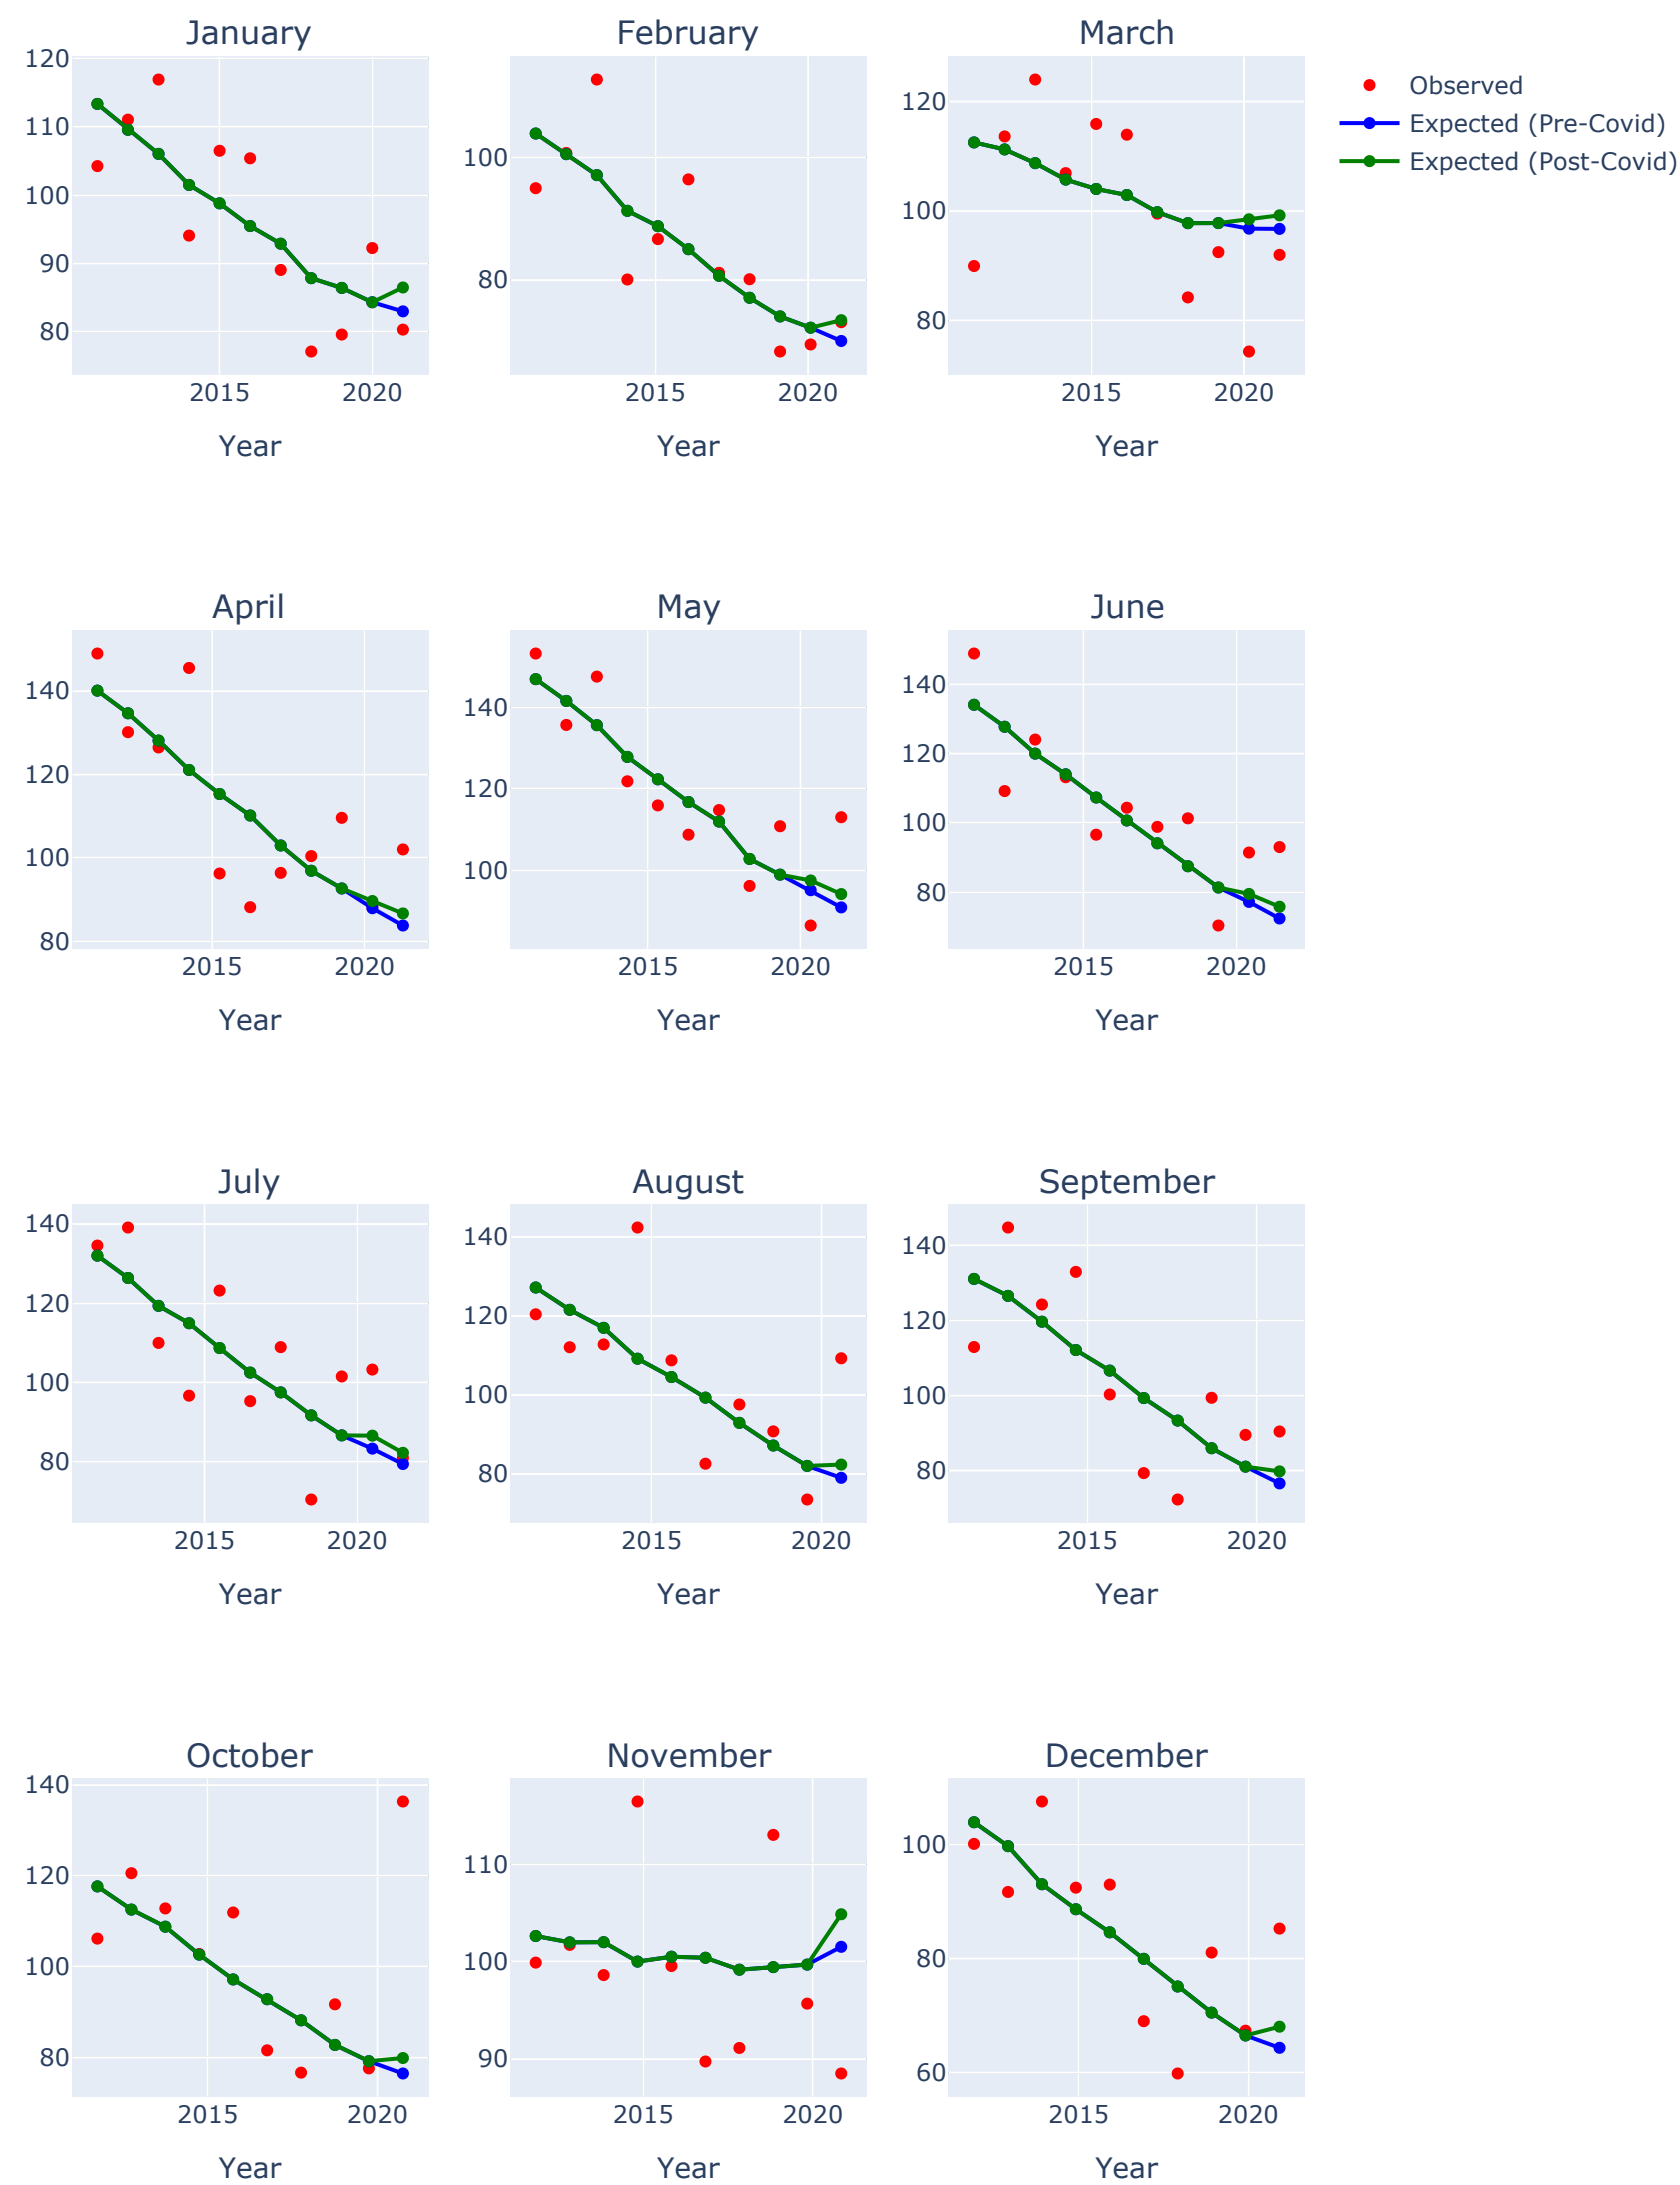 January
February
March
Observed
Expected (Pre-Covid)
Expected (Post-Covid)
120
110
100
90
80
2015
2020
Year
100
80
2015
2020
Year
120
100
80
2015
2020
Year
April
May
June
140
120
100
80
2015
2020
Year
140
120
100
2015
2020
Year
140
120
100
80
2015
2020
Year
July
August
September
140
120
100
80
2015
2020
Year
140
120
100
80
2015
2020
Year
140
120
100
80
2015
2020
Year
October
November
December
140
120
100
80
2015
2020
Year
110
100
90
2015
2020
Year
100
80
60
2015
2020
Year